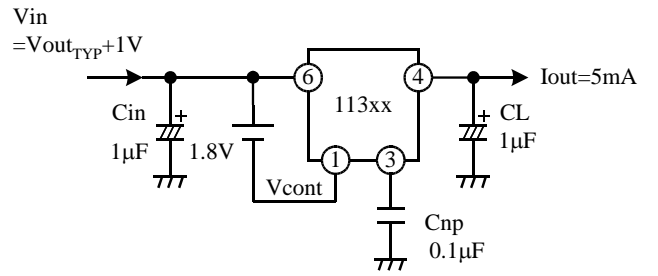 Vin
=VoutTYP+1V
6
4
Iout=5mA
113xx
Cin
+
1μF
1.8V
+
CL
1μF
1
3
Vcont
Cnp
0.1μF